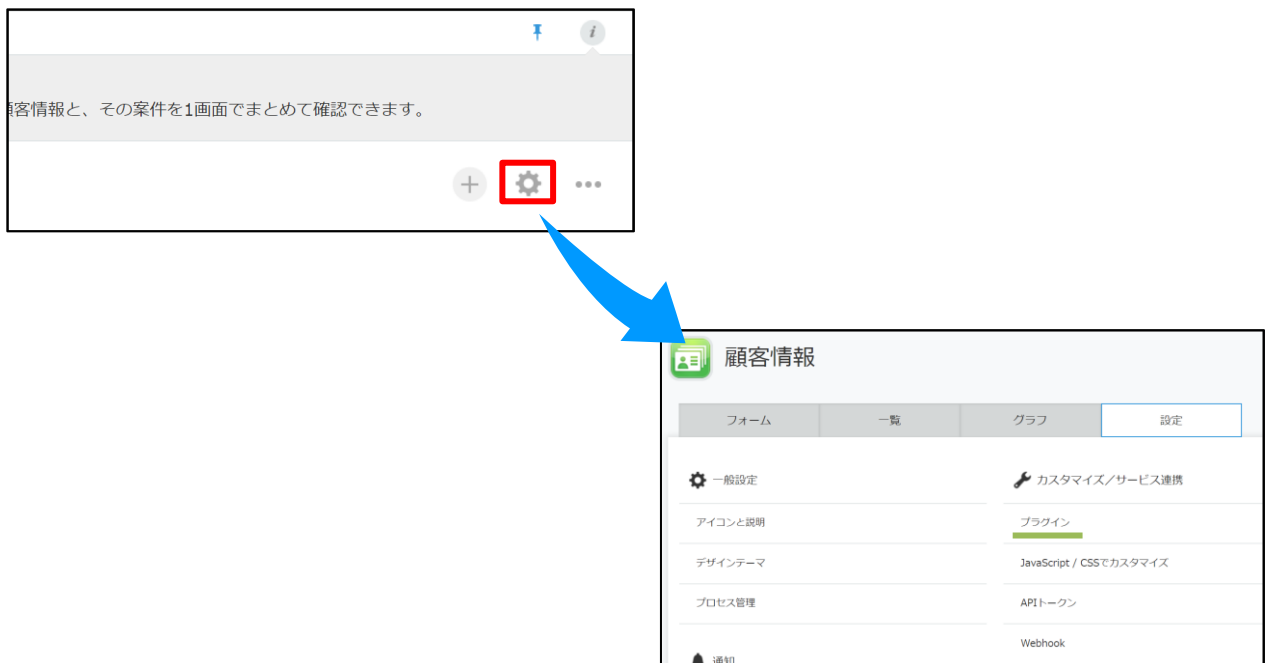 客情報と、その案件を1画面でまとめて確認できます。
顧客情報
フォーム
一覧
グラフ
設定
一般設定
アイコンと説明
デザインテーマ
プロセス管理
通知
カスタマイズ／サービス連携
プラグイン
JavaScript / CSSでカスタマイズ
APIトークン
Webhook